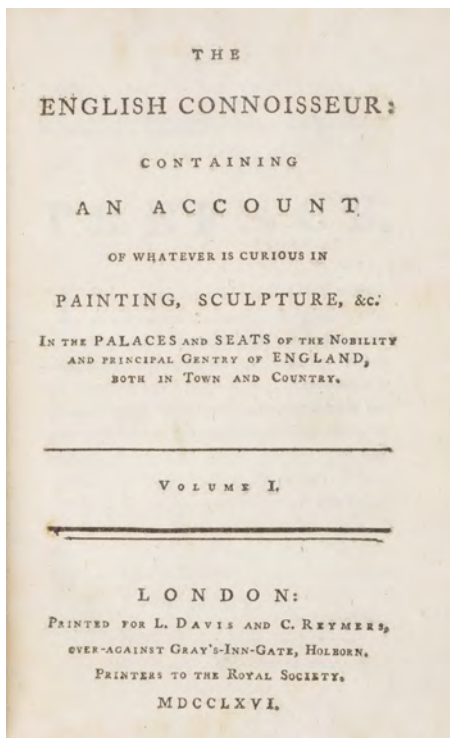 THE
ENGLISH CONNOISSEUR:
CONTAINING
AN ACCOUNT
OF WHATEVER IS CURIOUS IN
PAINTING, SCULPTURE, &c.
IN THE PALACES AND SEATS OF THE NOBILITY
AND PRINCIPAL GENTRY OF ENGLAND,
BOTH IN TOWN AND COUNTRY.
VOLUME I.
LONDON:
PRINTED FOR L. DAVIS AND C. REYMERS,
OVER-AGAINST GRAY'S-INN-GATE, HOLBORN.
PRINTERS TO THE ROYAL SOCIETY.
MDCCLXVI.